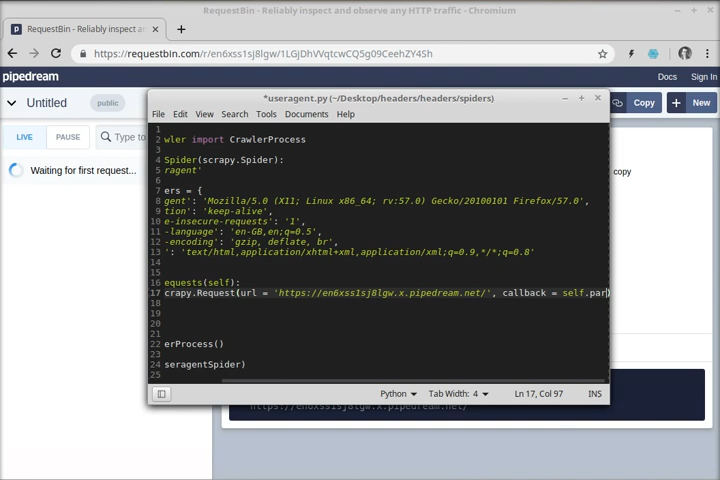 RequestBin - Reliably inspect and observe any HTTP traffic - Chromium
RequestBin - Reliably inspect ar
https://requestbin.com/r/en6xss1sj8lgw/1LGJDhVVqtcwCQ5g09CeehZY4Sh
pipedream
Docs Sign In
Untitled public
Copy New
LIVE PAUSE Type to
Waiting for first request...
copy
*useragent.py (~/Desktop/headers/headers/spiders)
File Edit View Search Tools Documents Help
1
2 wler import CrawlerProcess
3
4 Spider(scrapy.Spider):
5 ragent'
6
7 ers = {
8 gent': 'Mozilla/5.0 (X11; Linux x86_64; rv:57.0) Gecko/20100101 Firefox/57.0',
9 tion': 'keep-alive',
10 e-insecure-requests': '1',
11 -language': 'en-GB,en;q=0.5',
12 -encoding': 'gzip, deflate, br',
13 ': 'text/html,application/xhtml+xml,application/xml;q=0.9,*/*;q=0.8'
14
15
16 equests(self):
17 crapy.Request(url = 'https://en6xss1sj8lgw.x.pipedream.net/', callback = self.par)
18
19
20
21
22 erProcess()
23
24 seragentSpider)
25
Python Tab Width: 4 Ln 17, Col 97 INS
https://en6xss1sj8lgw.x.pipedream.net/